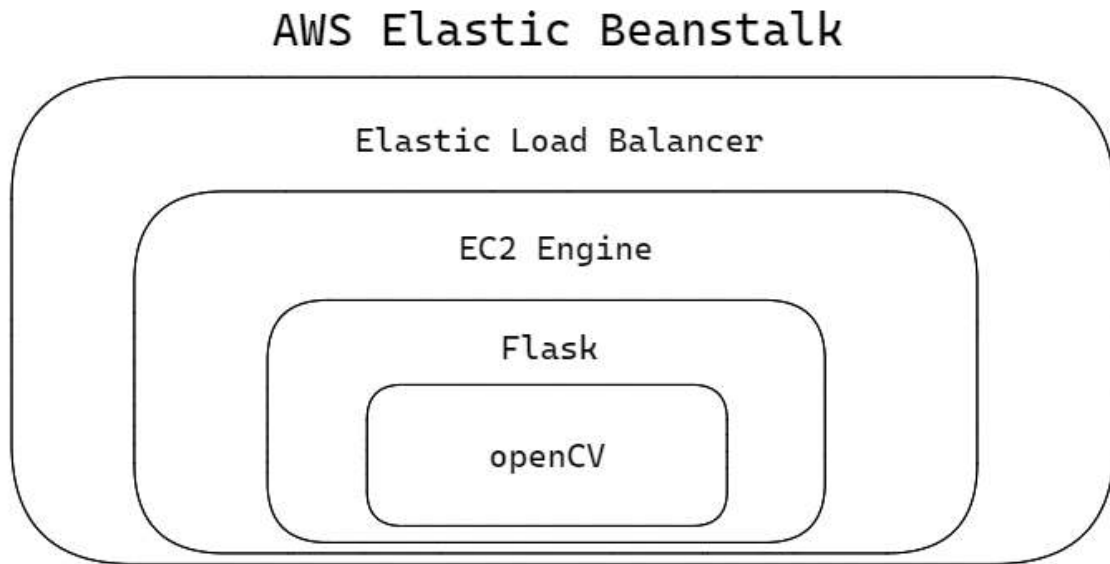 AWS Elastic Beanstalk
Elastic Load Balancer
EC2 Engine
Flask
openCV